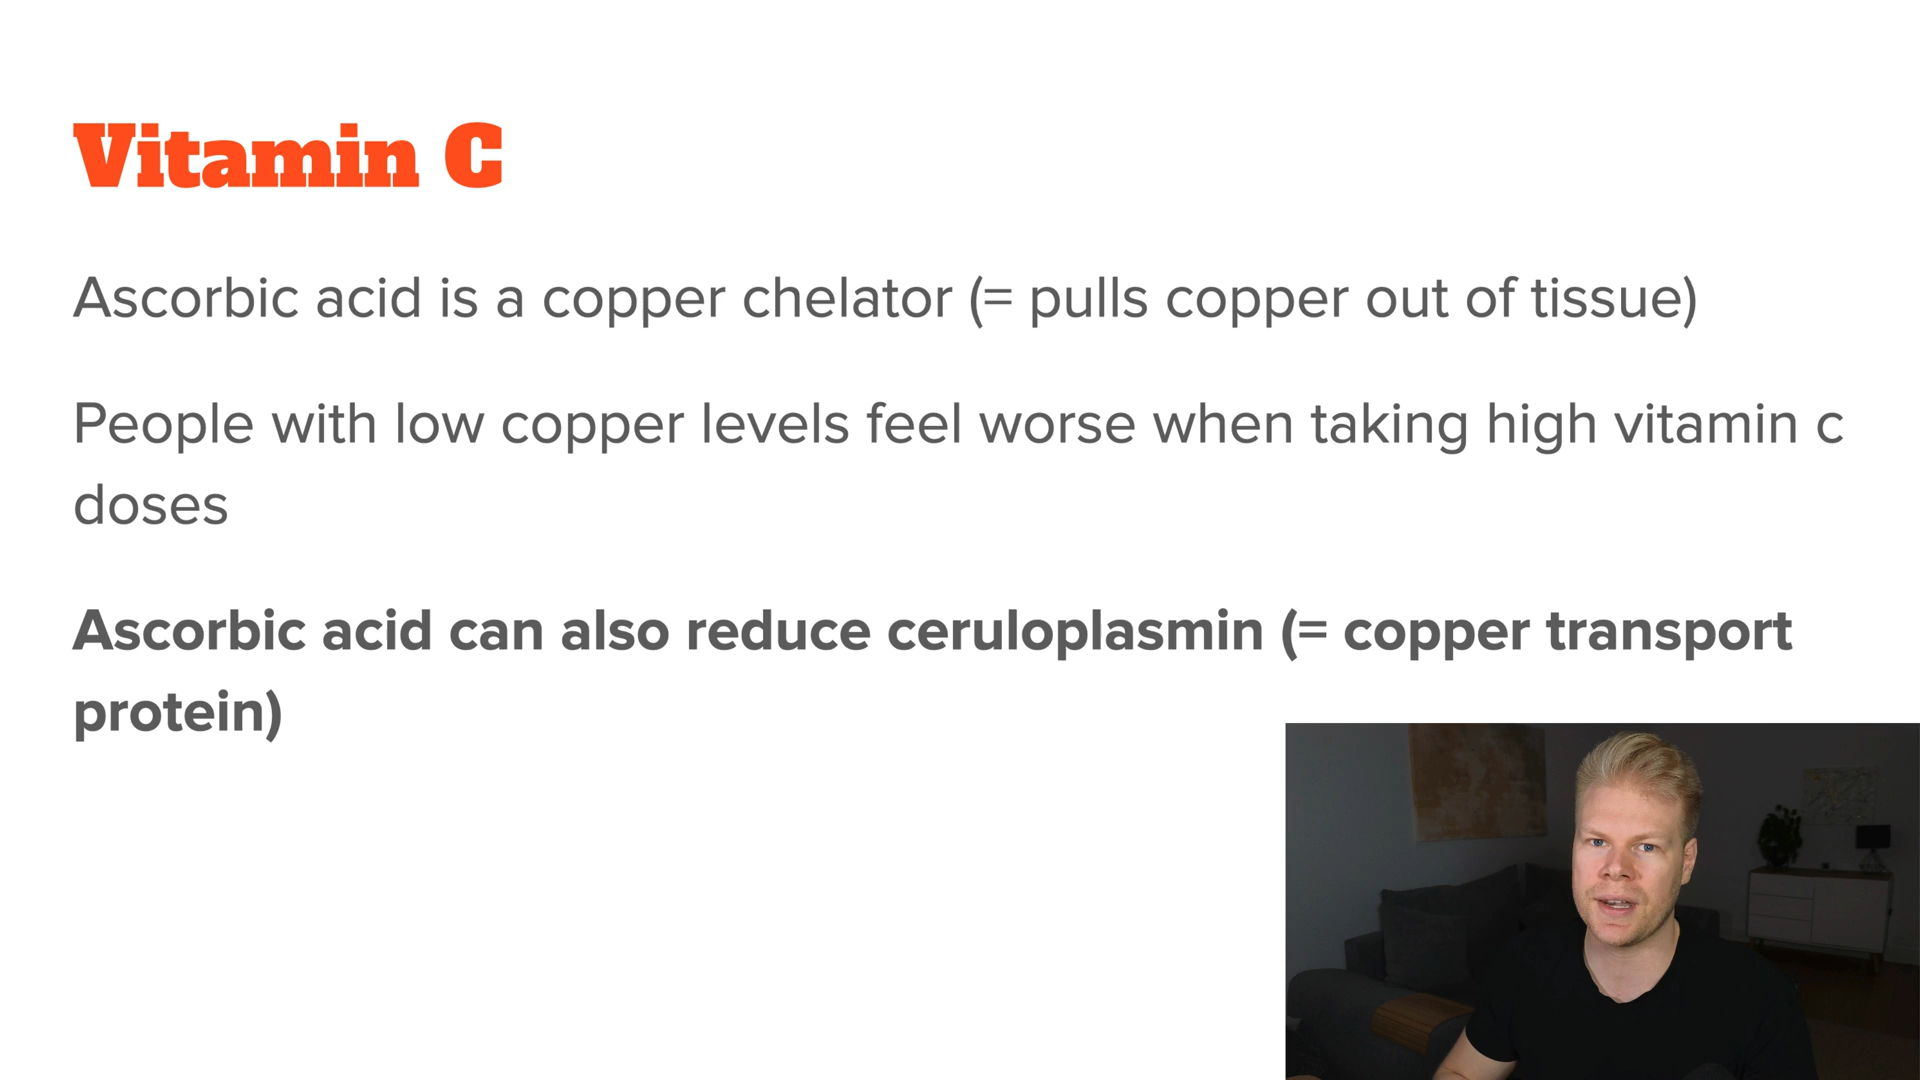 Vitamin C
Ascorbic acid is a copper chelator (= pulls copper out of tissue)
People with low copper levels feel worse when taking high vitamin c
doses
Ascorbic acid can also reduce ceruloplasmin (= copper transport
protein)